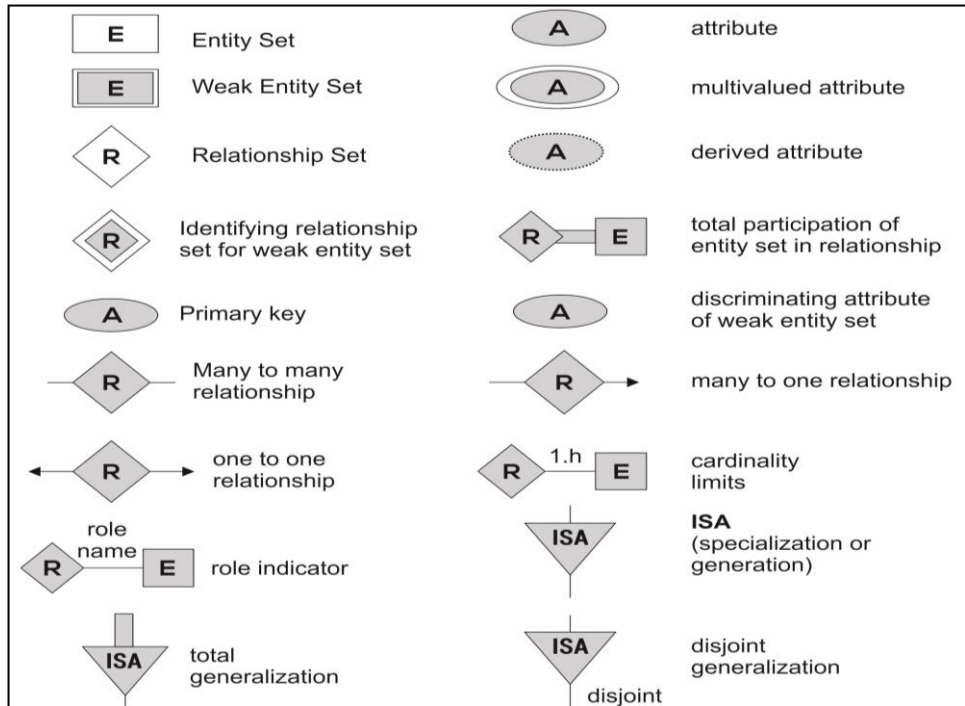 E
Entity Set
A
attribute
E
Weak Entity Set
A
multivalued attribute
R
Relationship Set
A
derived attribute
R
Identifying relationship
set for weak entity set
R
E
total participation of
entity set in relationship
A
Primary key
A
discriminating attribute
of weak entity set
R
Many to many
relationship
R
many to one relationship
R
one to one
relationship
R
1.h
E
cardinality
limits
role
name
R
E
role indicator
ISA
ISA
(specialization or
generation)
ISA
total
generalization
ISA
disjoint
disjoint
generalization